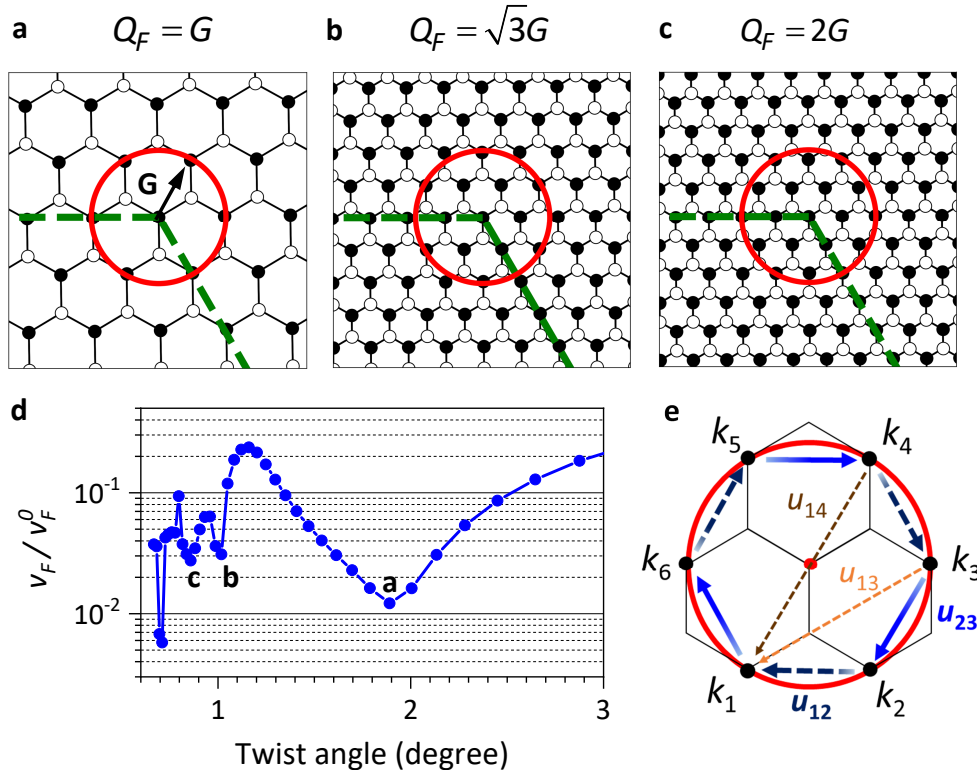 a
Q_F = G
b
Q_F = √3G
c
Q_F = 2G
G
d
v_F / v_F^0
10^-1
10^-2
c
b
a
1
2
3
Twist angle (degree)
e
k_5
k_4
u_14
k_6
k_3
u_13
u_23
k_1
k_2
u_12